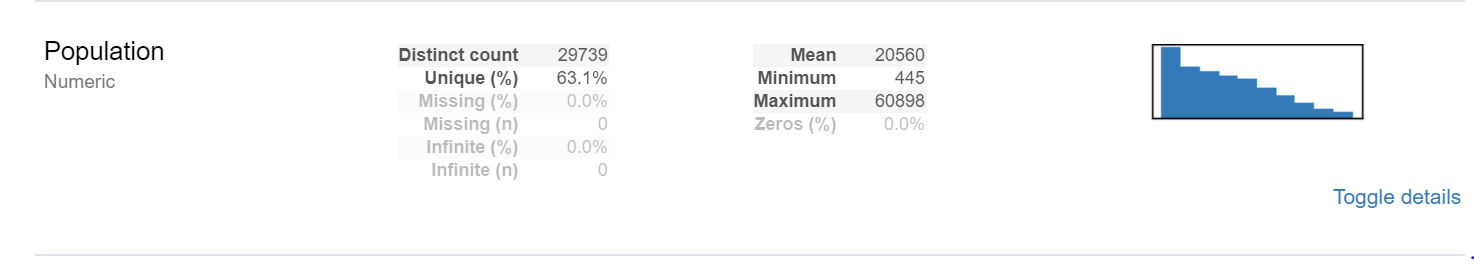 Population
Numeric
Distinct count 29739
Unique (%) 63.1%
Missing (%) 0.0%
Missing (n) 0
Infinite (%) 0.0%
Infinite (n) 0
Mean 20560
Minimum 445
Maximum 60898
Zeros (%) 0.0%
Toggle details